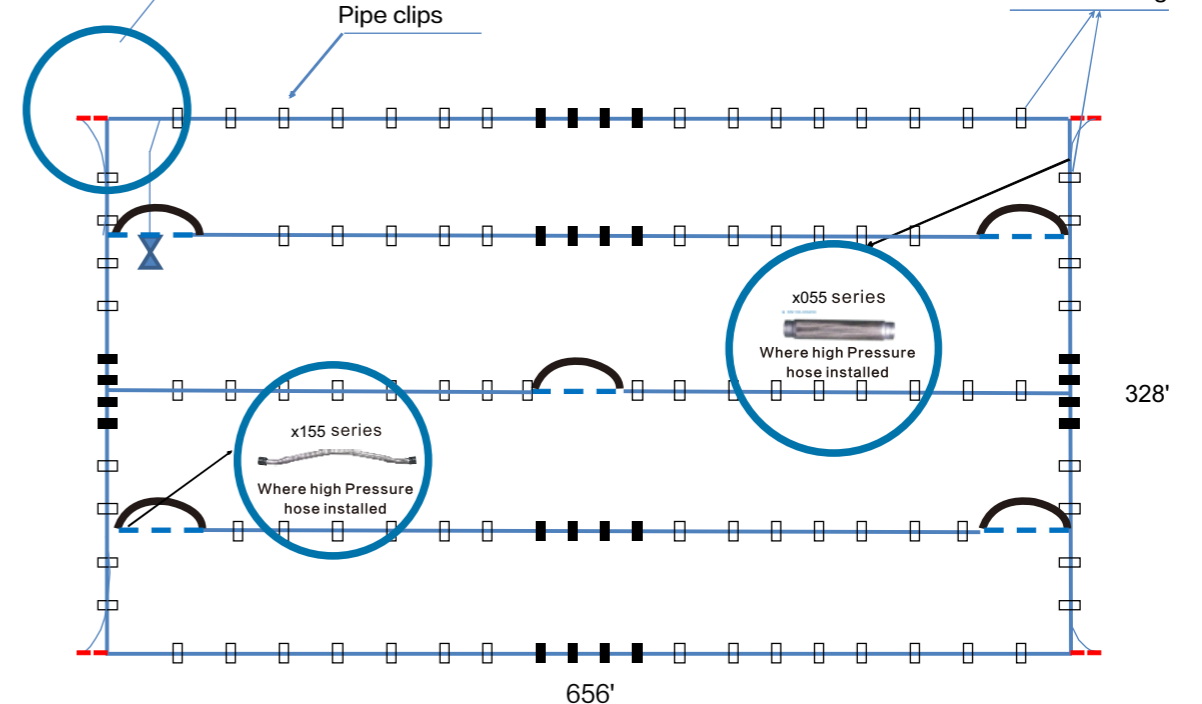 Pipe clips
x055 series
Where high Pressure
hose installed
328'
x155 series
Where high Pressure
hose installed
656'